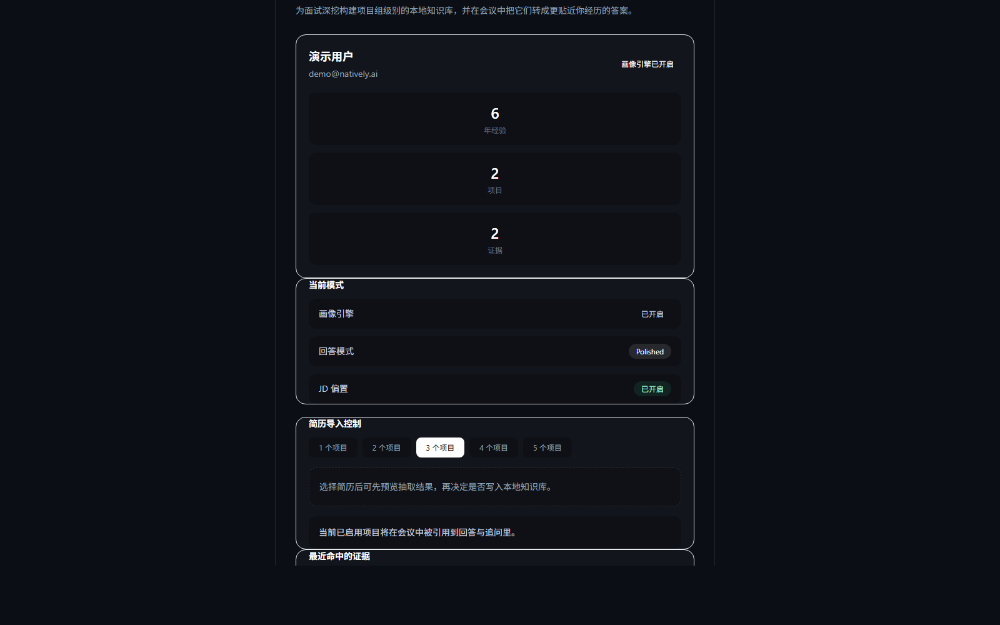 为面试深挖构建项目组级别的本地知识库，并在会议中把它们转成更贴近你经历的答案。
演示用户
demo@natively.ai
画像引擎已开启
6
年经验
2
项目
2
证据
当前模式
画像引擎
已开启
回答模式
Polished
JD 偏置
已开启
简历导入控制
1 个项目
2 个项目
3 个项目
4 个项目
5 个项目
选择简历后可先预览抽取结果，再决定是否写入本地知识库。
当前已启用项目将在会议中被引用到回答与追问里。
最近命中的证据